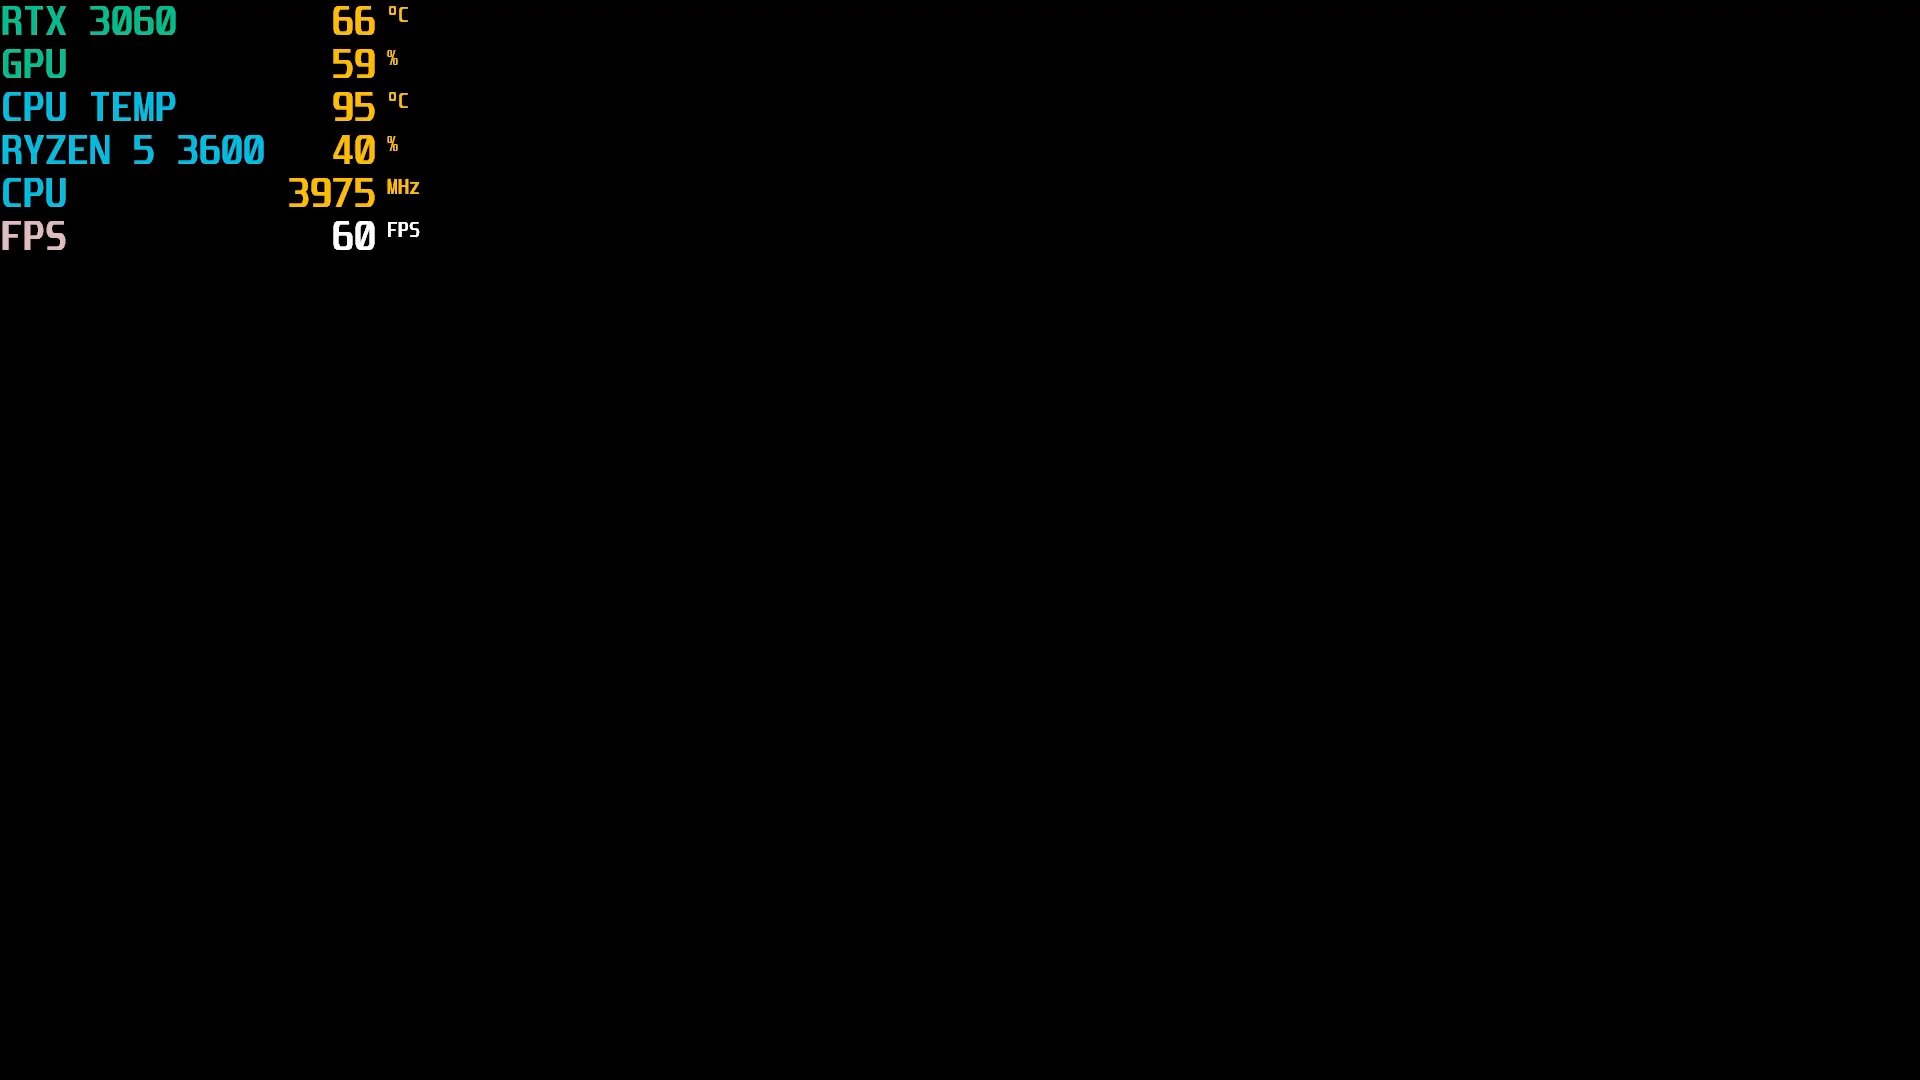 RTX 3060 66 °C
GPU 59 %
CPU TEMP 95 °C
RYZEN 5 3600 40 %
CPU 3975 MHz
FPS 60 FPS